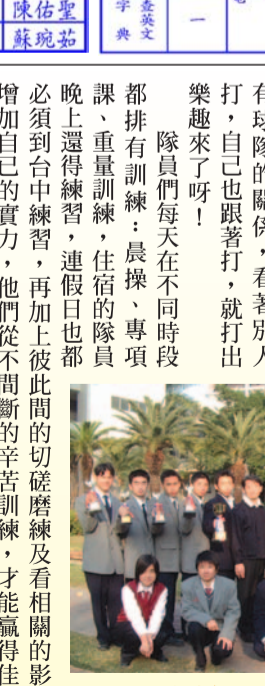 有球隊的關係，看著別人
打，自己也跟著打，就打出
樂趣來了呀！
隊員們每天在不同時段
都排有訓練：晨操、專項
課、重量訓練，住宿的隊員
晚上還得練習，連假日也都
必須到台中練習，再加上彼此間的切磋磨練及看相關的影
增加自己的實力，他們從不間斷的辛苦訓練，才能贏得佳
查英文
字典
一
陳佑聖
蘇琬茹